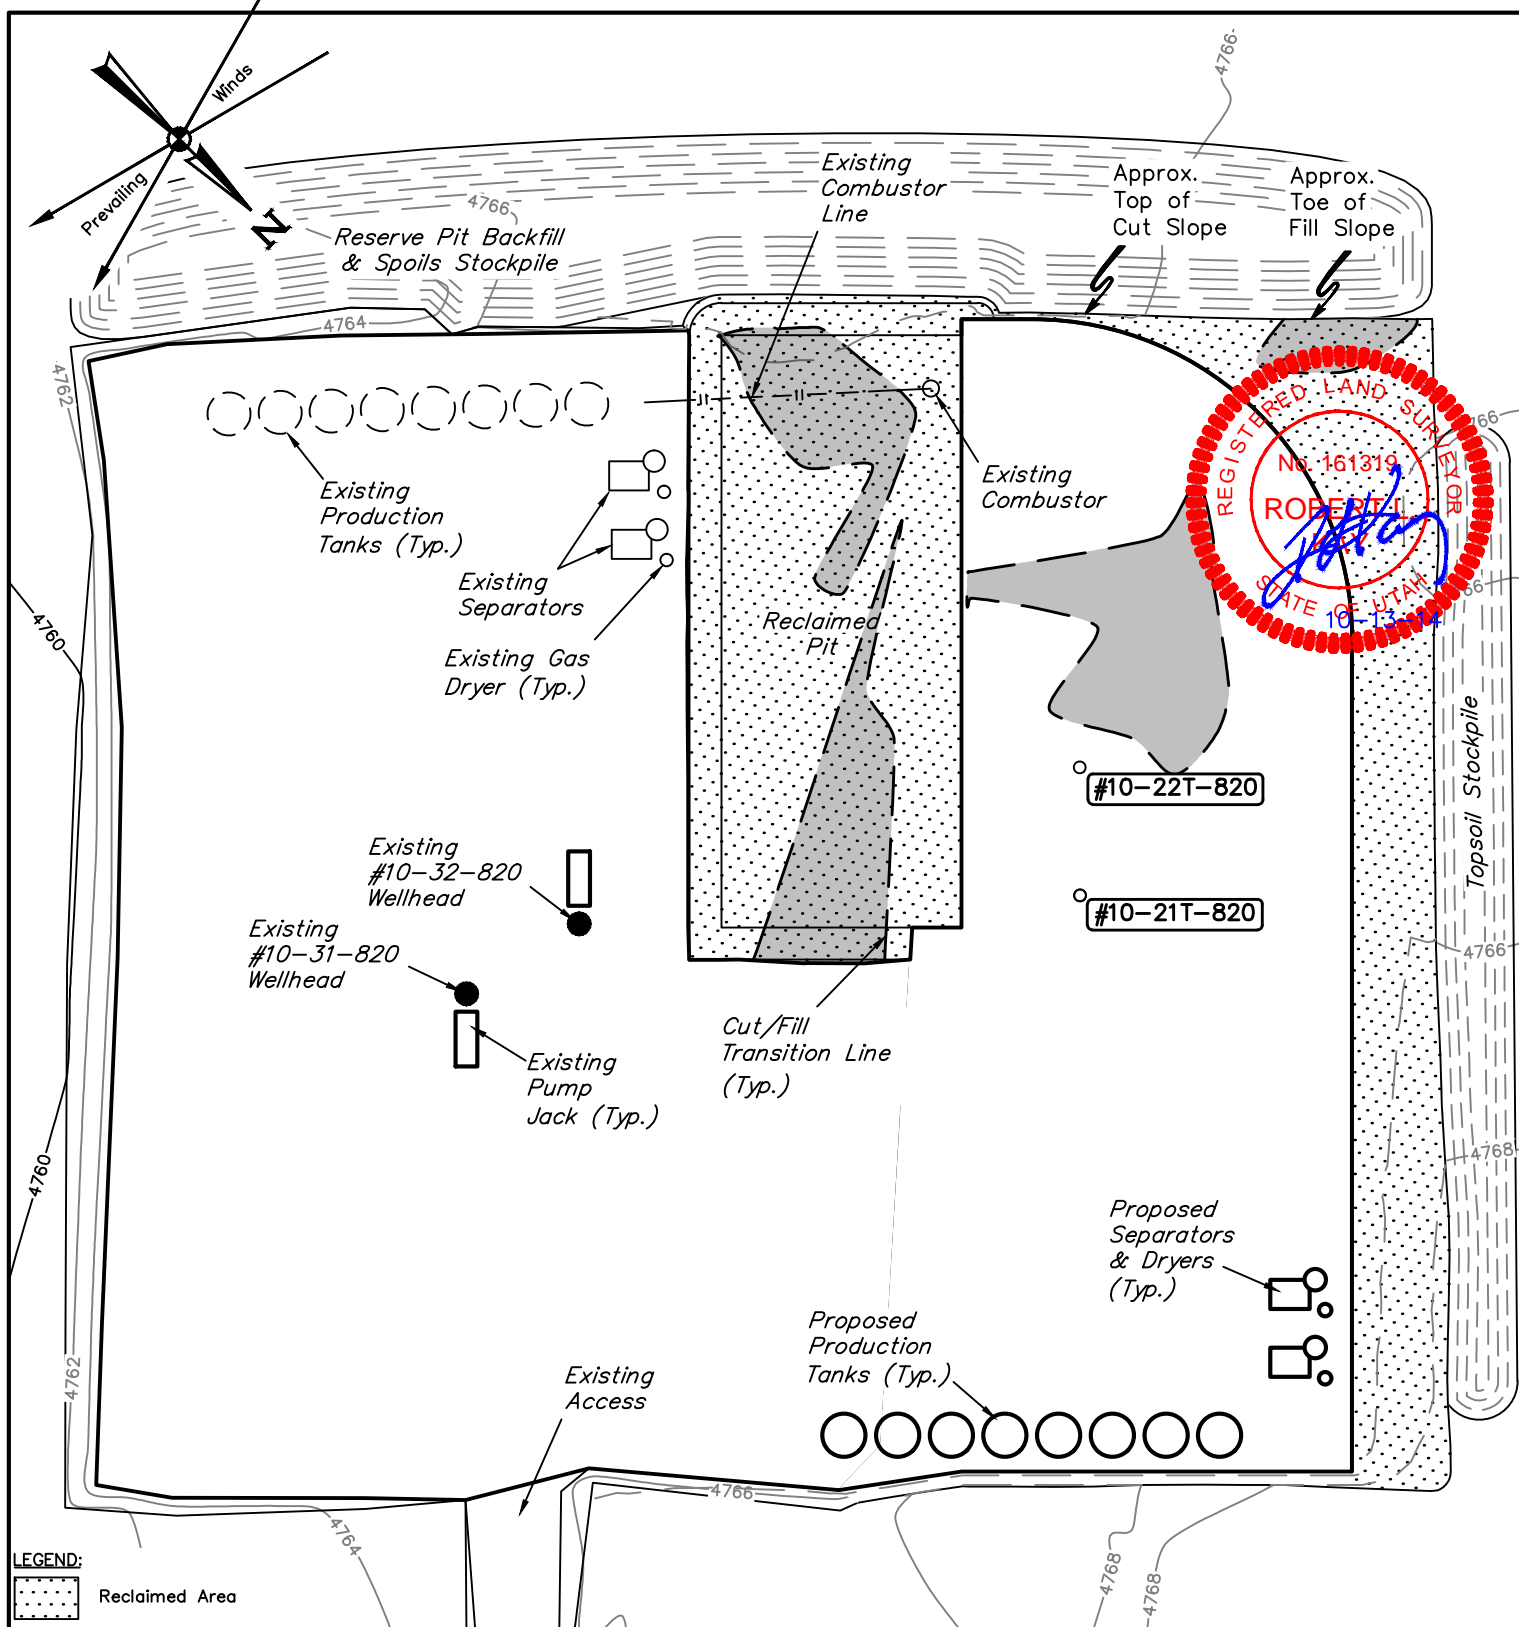 4766
Winds
Prevailing
N
Existing
Combustor
Line
Approx.
Top of
Cut Slope
Approx.
Toe of
Fill Slope
4766
Reserve Pit Backfill
& Spoils Stockpile
4764
4762
REGISTERED LAND SURVEYOR
No. 161319
ROBERT L.
STATE OF UTAH
10-13-14
4766
66
Existing
Combustor
Existing
Production
Tanks (Typ.)
Existing
Separators
Existing Gas
Dryer (Typ.)
Reclaimed
Pit
4760
Topsoil Stockpile
#10-22T-820
#10-21T-820
Existing
#10-32-820
Wellhead
Existing
#10-31-820
Wellhead
4766
Cut/Fill
Transition Line
(Typ.)
Existing
Pump
Jack (Typ.)
4760
4768
Proposed
Separators
& Dryers
(Typ.)
Proposed
Production
Tanks (Typ.)
4762
Existing
Access
4766
4764
4768
4768
LEGEND:
Reclaimed Area